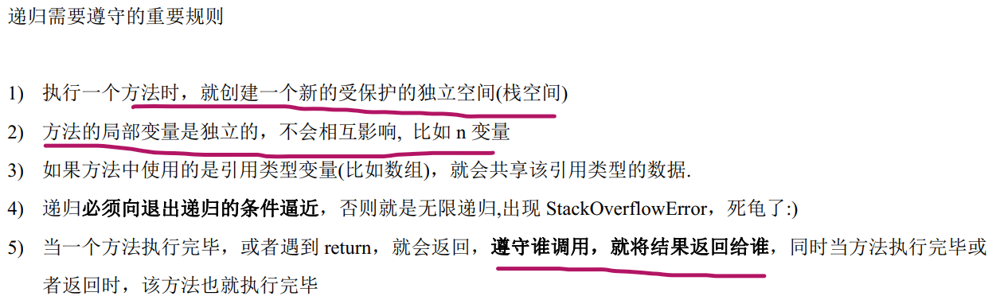 递归需要遵守的重要规则
1) 执行一个方法时，就创建一个新的受保护的独立空间(栈空间)
2) 方法的局部变量是独立的，不会相互影响, 比如 n 变量
3) 如果方法中使用的是引用类型变量(比如数组)，就会共享该引用类型的数据.
4) 递归必须向退出递归的条件逼近，否则就是无限递归,出现 StackOverflowError，死龟了:)
5) 当一个方法执行完毕，或者遇到 return，就会返回，遵守谁调用，就将结果返回给谁，同时当方法执行完毕或
者返回时，该方法也就执行完毕